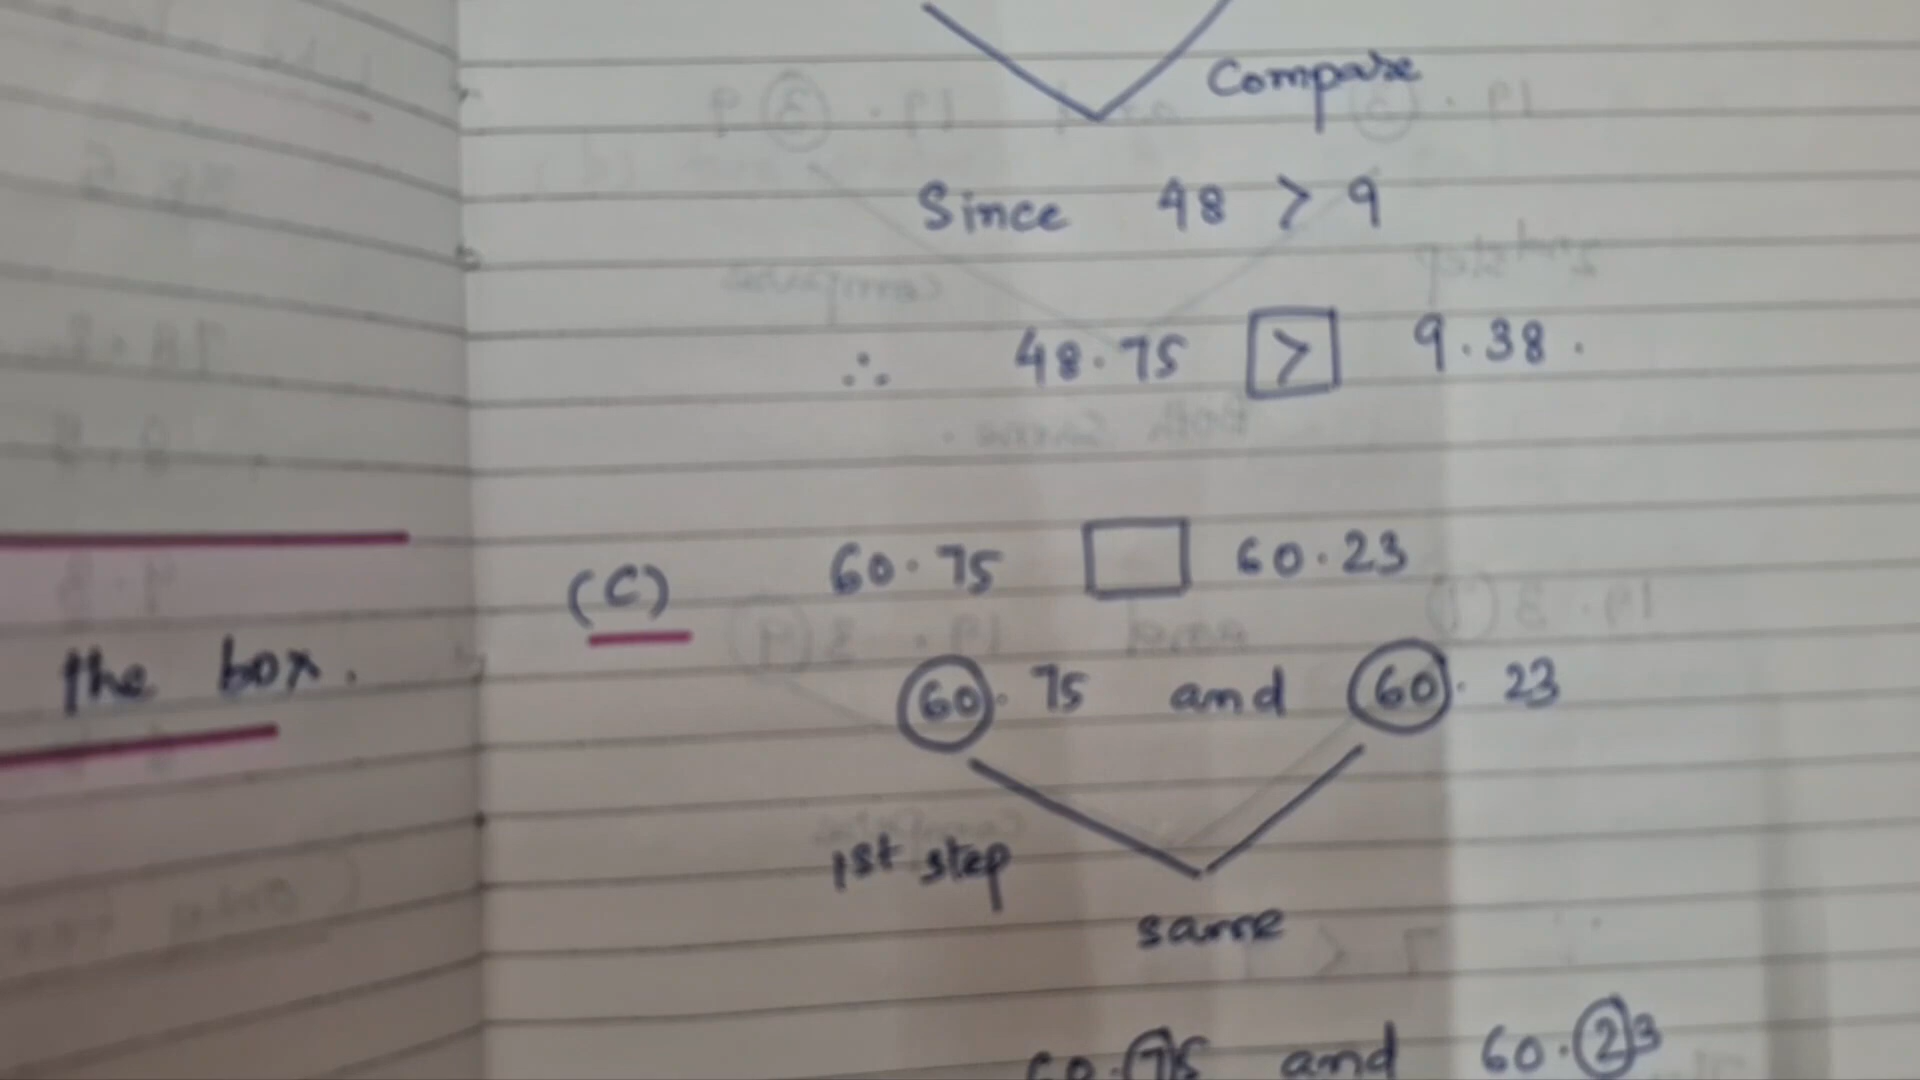 Compare
Since 48 > 9
∴ 48.75 > 9.38.
the box.
(C) 60.75 □ 60.23
60.75 and 60.23
1st step
same
60.75 and 60.23